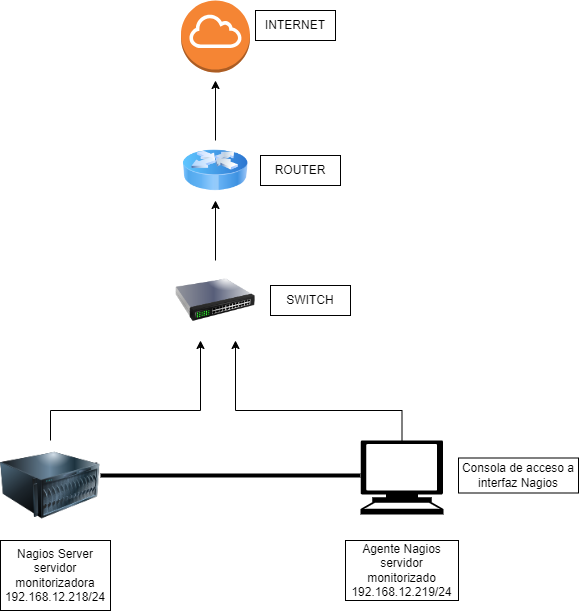 INTERNET
ROUTER
SWITCH
Consola de acceso a
interfaz Nagios
Nagios Server
servidor
monitorizadora
192.168.12.218/24
Agente Nagios
servidor
monitorizado
192.168.12.219/24